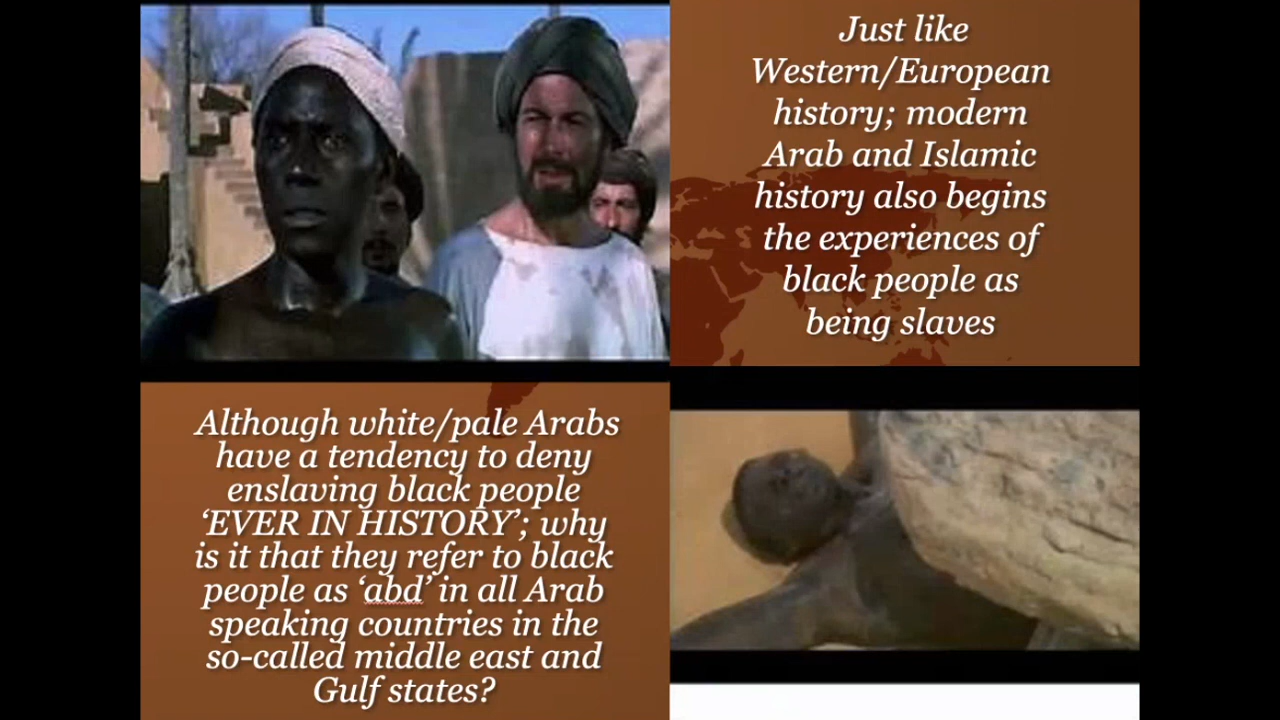 Just like
Western/European
history; modern
Arab and Islamic
history also begins
the experiences of
black people as
being slaves
Although white/pale Arabs
have a tendency to deny
enslaving black people
‘EVER IN HISTORY’; why
is it that they refer to black
people as ‘abd’ in all Arab
speaking countries in the
so-called middle east and
Gulf states?